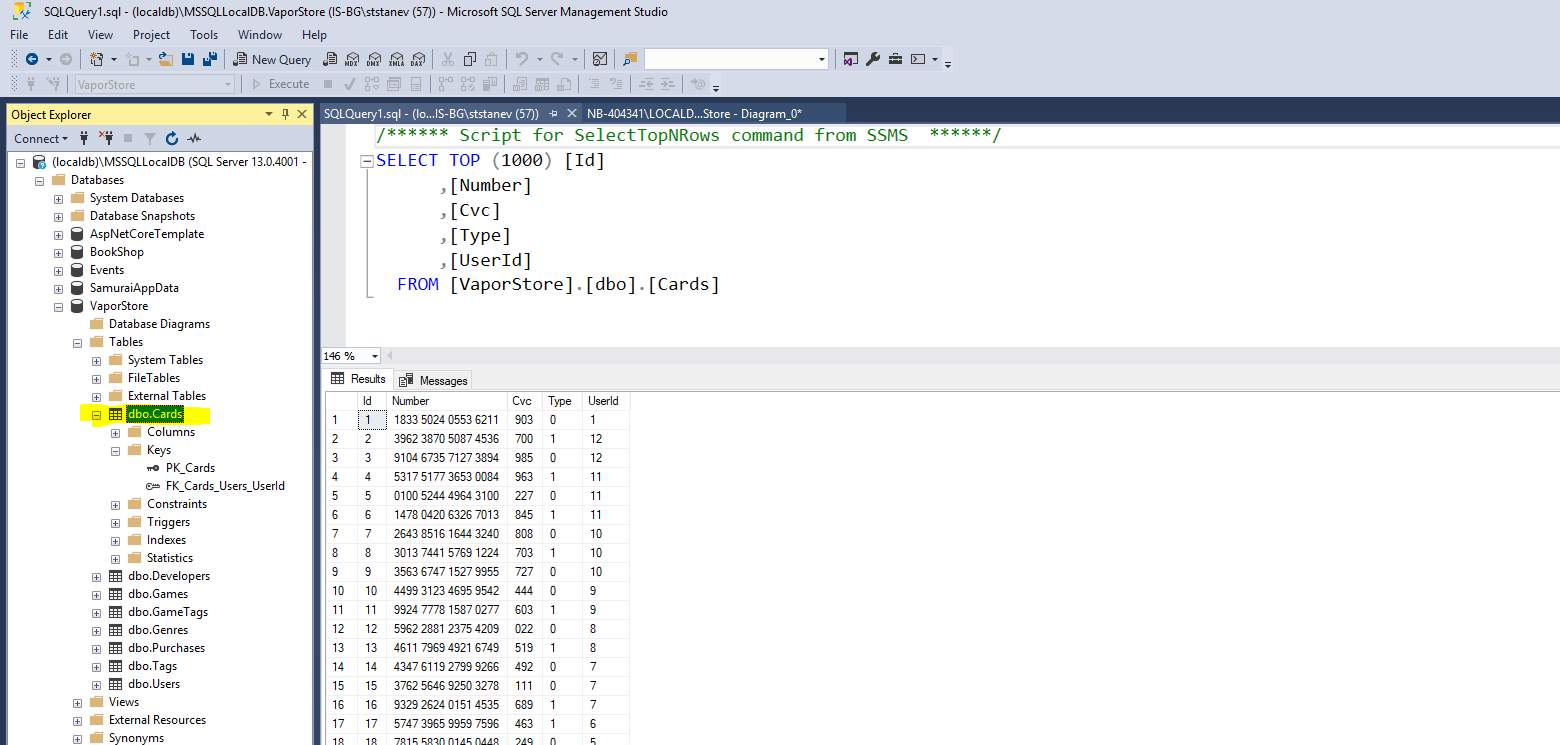 SQLQuery1.sql - (localdb)\MSSQLLocalDB.VaporStore (IS-BG\ststanev (57)) - Microsoft SQL Server Management Studio
File Edit View Project Tools Window Help
New Query MDX DMX XMLA DAX
VaporStore Execute
Object Explorer
Connect
(localdb)\MSSQLLocalDB (SQL Server 13.0.4001 -
Databases
System Databases
Database Snapshots
AspNetCoreTemplate
BookShop
Events
SamuraiAppData
VaporStore
Database Diagrams
Tables
System Tables
FileTables
External Tables
dbo.Cards
Columns
Keys
PK_Cards
FK_Cards_Users_UserId
Constraints
Triggers
Indexes
Statistics
dbo.Developers
dbo.Games
dbo.GameTags
dbo.Genres
dbo.Purchases
dbo.Tags
dbo.Users
Views
External Resources
Synonyms
SQLQuery1.sql - (lo...IS-BG\ststanev (57)) NB-404341\LOCALD...Store - Diagram_0*
/****** Script for SelectTopNRows command from SSMS ******/
SELECT TOP (1000) [Id]
,[Number]
,[Cvc]
,[Type]
,[UserId]
FROM [VaporStore].[dbo].[Cards]
146 %
Results Messages
Id Number Cvc Type UserId
1 1 1833 5024 0553 6211 903 0 1
2 2 3962 3870 5087 4536 700 1 12
3 3 9104 6735 7127 3894 985 0 12
4 4 5317 5177 3653 0084 963 1 11
5 5 0100 5244 4964 3100 227 0 11
6 6 1478 0420 6326 7013 845 1 11
7 7 2643 8516 1644 3240 808 0 10
8 8 3013 7441 5769 1224 703 1 10
9 9 3563 6747 1527 9955 727 0 10
10 10 4499 3123 4695 9542 444 0 9
11 11 9924 7778 1587 0277 603 1 9
12 12 5962 2881 2375 4209 022 0 8
13 13 4611 7969 4921 6749 519 1 8
14 14 4347 6119 2799 9266 492 0 7
15 15 3762 5646 9250 3278 111 0 7
16 16 9329 2624 0151 4535 689 1 7
17 17 5747 3965 9959 7596 463 1 6
18 18 7815 5830 0145 0448 249 0 5